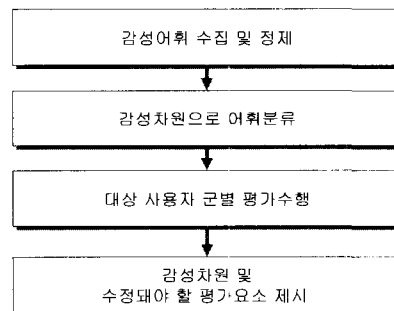 감성어휘 수집 및 정제
감성차원으로 어휘분류
대상 사용자 군별 평가수행
감성차원 및
수정돼야 할 평가요소 제시